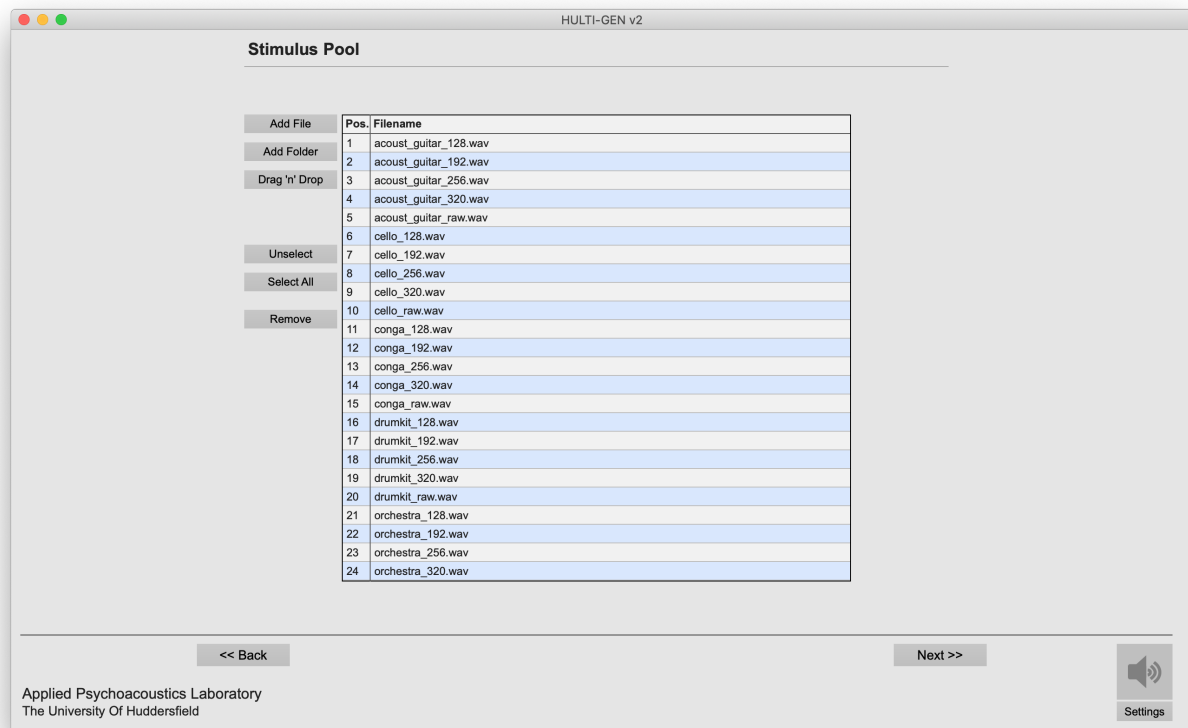 HULTI-GEN v2
Stimulus Pool
Add File
Add Folder
Drag 'n' Drop
Unselect
Select All
Remove
Pos. Filename
1 acoust_guitar_128.wav
2 acoust_guitar_192.wav
3 acoust_guitar_256.wav
4 acoust_guitar_320.wav
5 acoust_guitar_raw.wav
6 cello_128.wav
7 cello_192.wav
8 cello_256.wav
9 cello_320.wav
10 cello_raw.wav
11 conga_128.wav
12 conga_192.wav
13 conga_256.wav
14 conga_320.wav
15 conga_raw.wav
16 drumkit_128.wav
17 drumkit_192.wav
18 drumkit_256.wav
19 drumkit_320.wav
20 drumkit_raw.wav
21 orchestra_128.wav
22 orchestra_192.wav
23 orchestra_256.wav
24 orchestra_320.wav
<< Back
Next >>
Applied Psychoacoustics Laboratory
The University Of Huddersfield
Settings